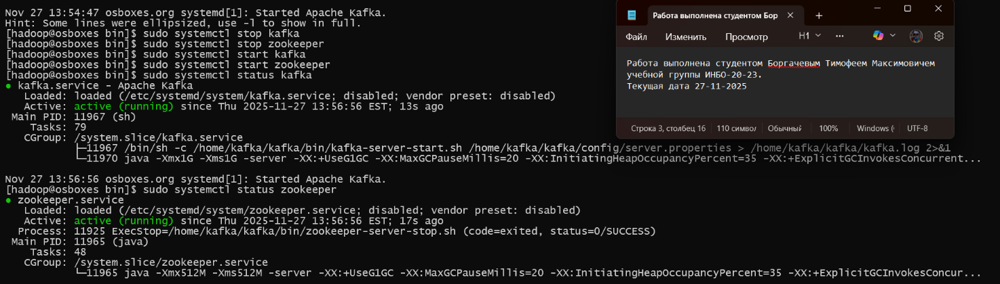 Nov 27 13:54:47 osboxes.org systemd[1]: Started Apache Kafka.
Hint: Some lines were ellipsized, use -l to show in full.
[hadoop@osboxes bin]$ sudo systemctl stop kafka
[hadoop@osboxes bin]$ sudo systemctl stop zookeeper
[hadoop@osboxes bin]$ sudo systemctl start kafka
[hadoop@osboxes bin]$ sudo systemctl start zookeeper
[hadoop@osboxes bin]$ sudo systemctl status kafka
● kafka.service - Apache Kafka
Loaded: loaded (/etc/systemd/system/kafka.service; disabled; vendor preset: disabled)
Active: active (running) since Thu 2025-11-27 13:56:56 EST; 13s ago
Main PID: 11967 (sh)
Tasks: 79
CGroup: /system.slice/kafka.service
├─11967 /bin/sh -c /home/kafka/kafka/bin/kafka-server-start.sh /home/kafka/kafka/config/server.properties > /home/kafka/kafka/kafka.log 2>&1
└─11970 java -Xmx1G -Xms1G -server -XX:+UseG1GC -XX:MaxGCPauseMillis=20 -XX:InitiatingHeapOccupancyPercent=35 -XX:+ExplicitGCInvokesConcurrent...
Nov 27 13:56:56 osboxes.org systemd[1]: Started Apache Kafka.
[hadoop@osboxes bin]$ sudo systemctl status zookeeper
● zookeeper.service
Loaded: loaded (/etc/systemd/system/zookeeper.service; disabled; vendor preset: disabled)
Active: active (running) since Thu 2025-11-27 13:56:56 EST; 17s ago
Process: 11925 ExecStop=/home/kafka/kafka/bin/zookeeper-server-stop.sh (code=exited, status=0/SUCCESS)
Main PID: 11965 (java)
Tasks: 48
CGroup: /system.slice/zookeeper.service
└─11965 java -Xmx512M -Xms512M -server -XX:+UseG1GC -XX:MaxGCPauseMillis=20 -XX:InitiatingHeapOccupancyPercent=35 -XX:+ExplicitGCInvokesConcur...
Работа выполнена студентом Бор
Файл Изменить Просмотр H1 ...
Работа выполнена студентом Боргачевым Тимофеем Максимовичем
учебной группы ИНБО-20-23.
Текущая дата 27-11-2025
Строка 3, столбец 16 110 символ Обычный 100% Windows ( UTF-8